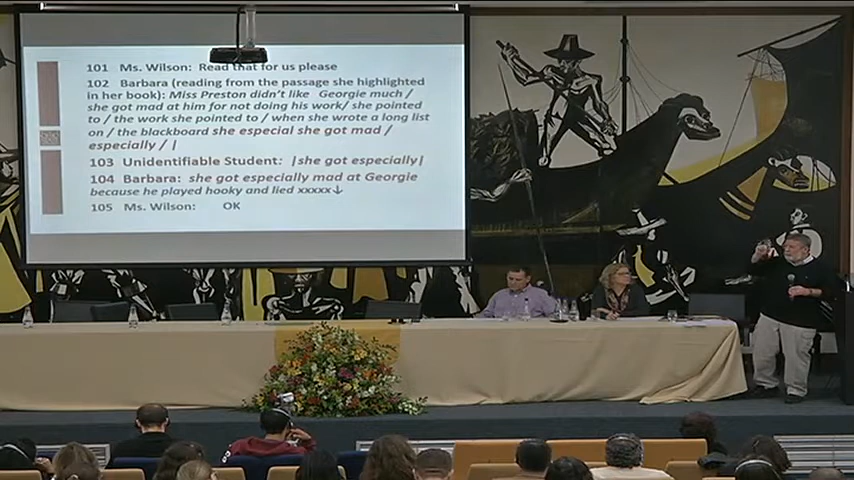 101 Ms. Wilson: Read that for us please
102 Barbara (reading from the passage she highlighted
in her book): Miss Preston didn't like Georgie much /
she got mad at him for not doing his work/ she pointed
to / the work she pointed to / when she wrote a long list
on / the blackboard she especial she got mad /
especially / |
103 Unidentifiable Student: |she got especially|
104 Barbara: she got especially mad at Georgie
because he played hooky and lied xxxxx↓
105 Ms. Wilson: OK